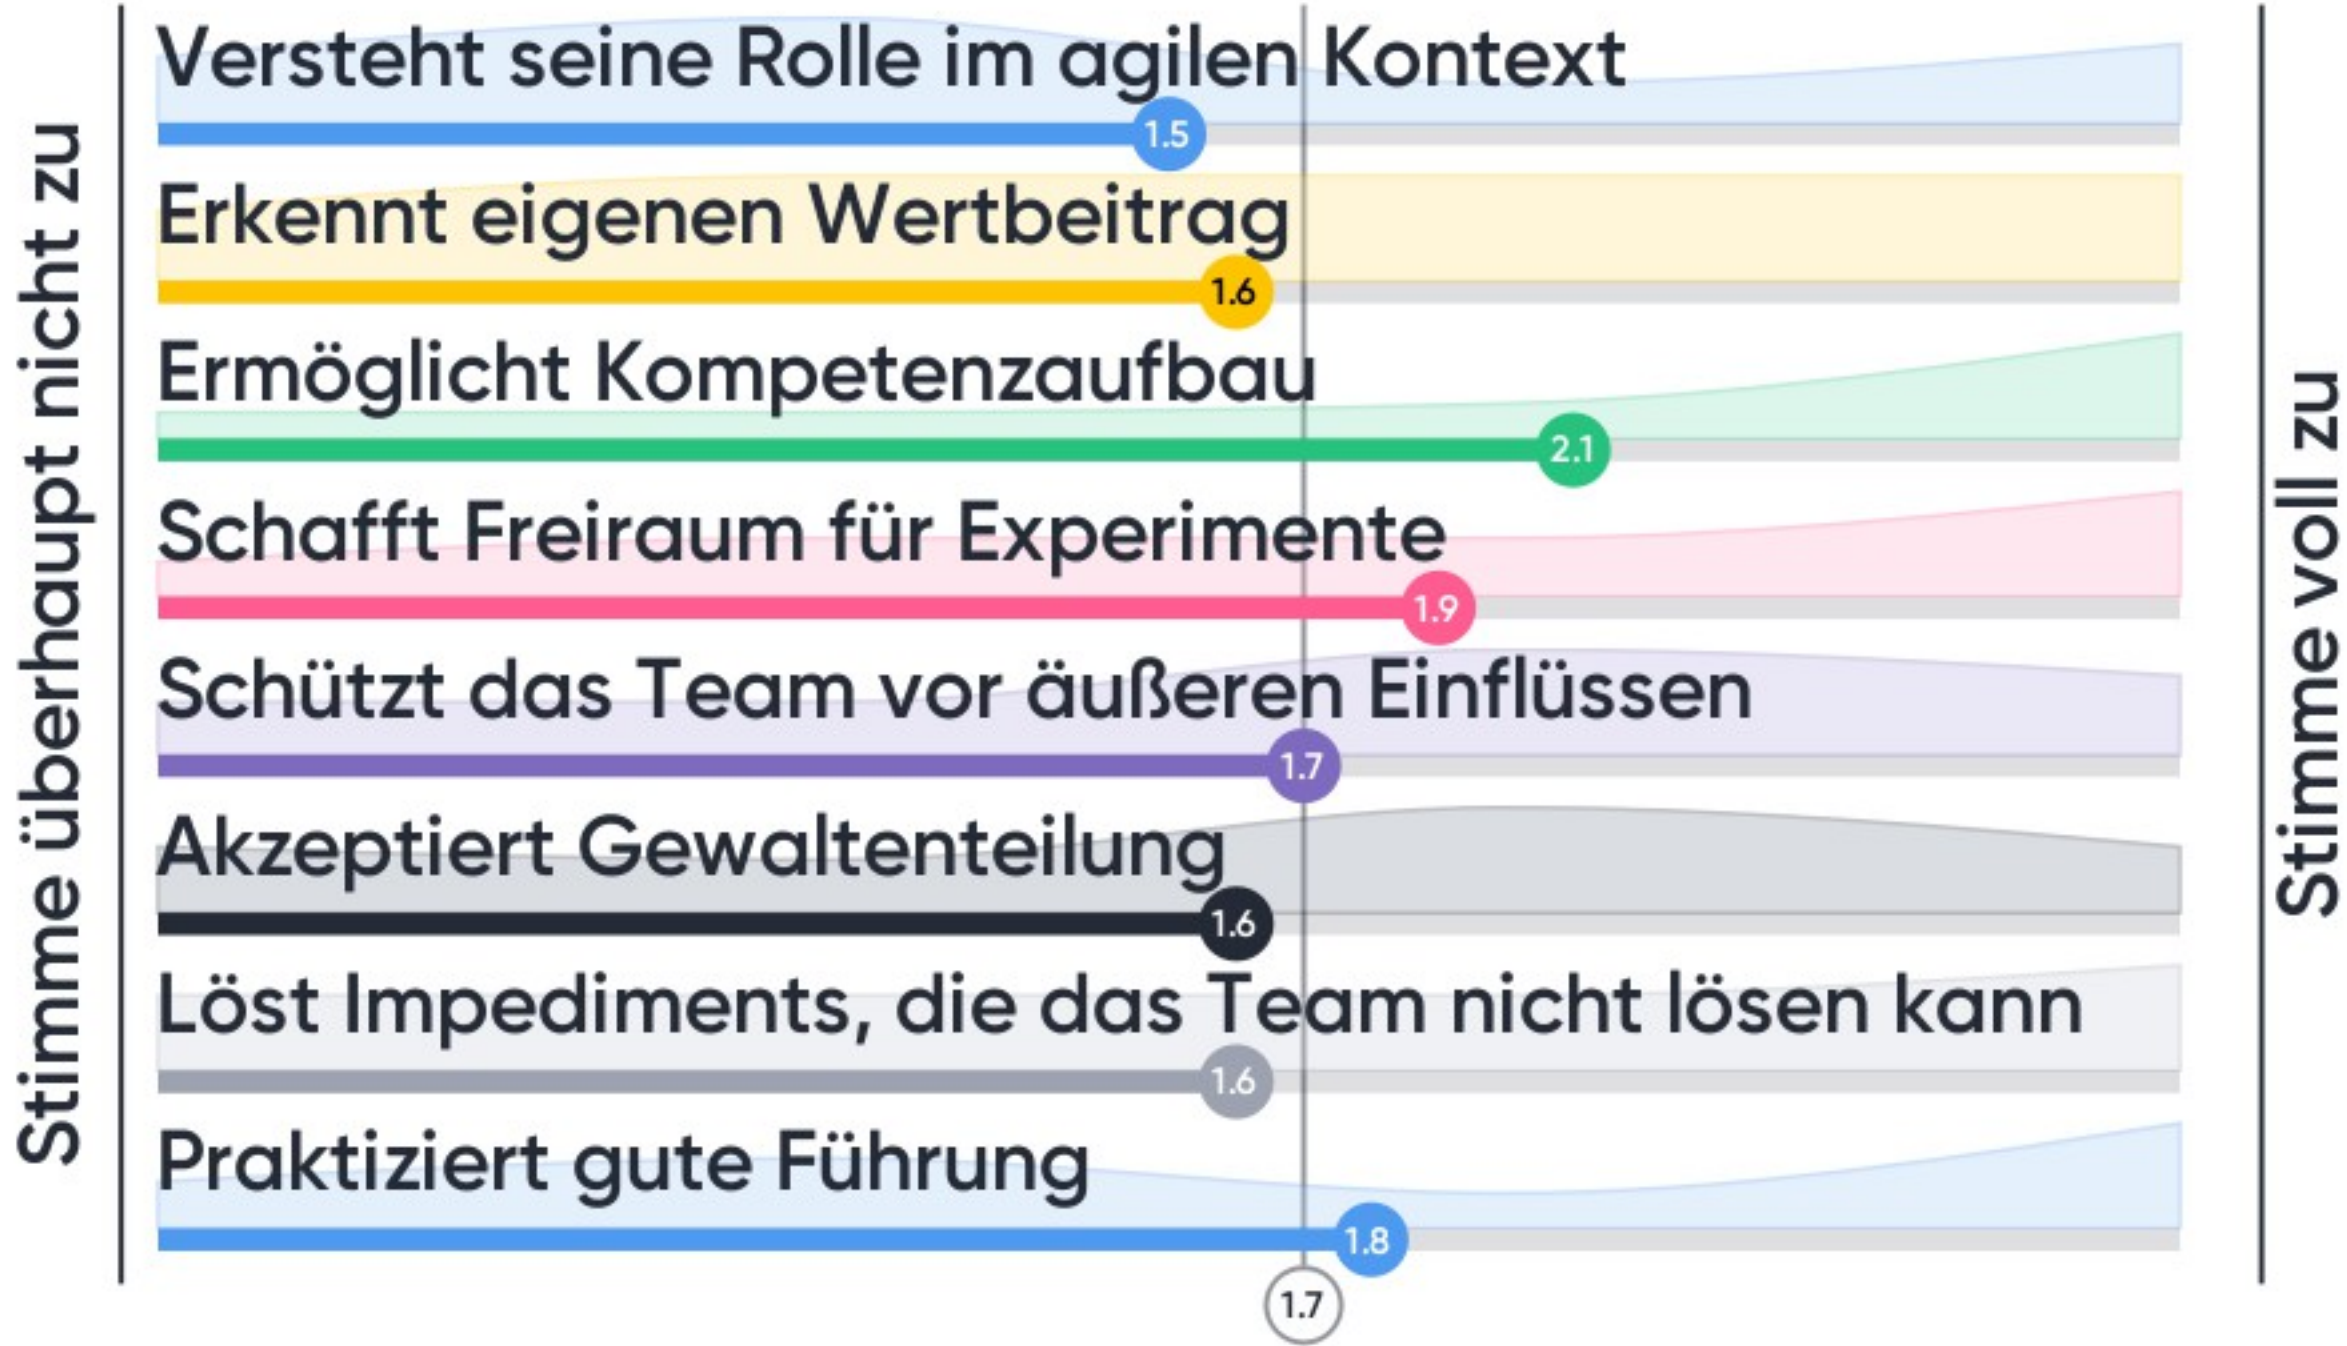 Stimme überhaupt nicht zu
Versteht seine Rolle im agilen Kontext
1.5
Erkennt eigenen Wertbeitrag
1.6
Ermöglicht Kompetenzaufbau
2.1
Schafft Freiraum für Experimente
1.9
Schützt das Team vor äußeren Einflüssen
1.7
Akzeptiert Gewaltenteilung
1.6
Löst Impediments, die das Team nicht lösen kann
1.6
Praktiziert gute Führung
1.8
1.7
Stimme voll zu